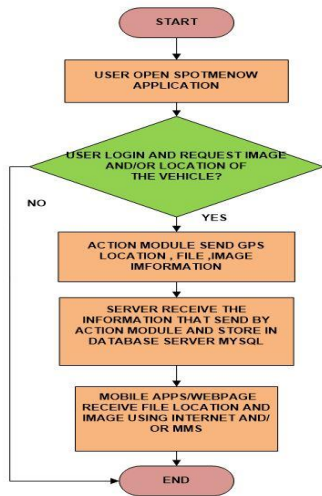 START
USER OPEN SPOTMENOW
APPLICATION
USER LOGIN AND REQUEST IMAGE
AND/OR LOCATION OF
THE VEHICLE?
NO
YES
ACTION MODULE SEND GPS
LOCATION , FILE ,IMAGE
IMFORMATION
SERVER RECEIVE THE
INFORMATION THAT SEND BY
ACTION MODULE AND STORE IN
DATABASE SERVER MYSQL
MOBILE APPS/WEBPAGE
RECEIVE FILE LOCATION AND
IMAGE USING INTERNET AND/
OR MMS
END